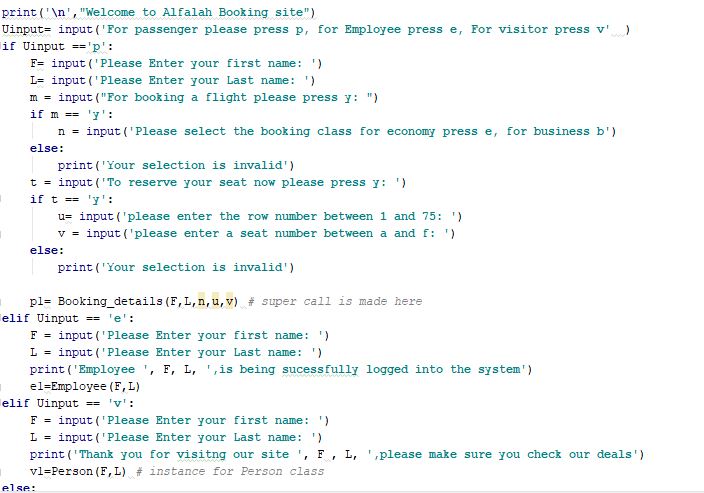 print('\n',"Welcome to Alfalah Booking site")
Uinput= input('For passenger please press p, for Employee press e, For visitor press v'  )
if Uinput =='p':
    F= input('Please Enter your first name: ')
    L= input('Please Enter your Last name: ')
    m = input("For booking a flight please press y: ")
    if m == 'y':
        n = input('Please select the booking class for economy press e, for business b')
    else:
        print('Your selection is invalid')
    t = input('To reserve your seat now please press y: ')
    if t == 'y':
        u= input('please enter the row number between 1 and 75: ')
        v = input('please enter a seat number between a and f: ')
    else:
        print('Your selection is invalid')

    p1= Booking_details(F,L,n,u,v) # super call is made here
elif Uinput == 'e':
    F = input('Please Enter your first name: ')
    L = input('Please Enter your Last name: ')
    print('Employee ', F, L, ',is being sucessfully logged into the system')
    e1=Employee(F,L)
elif Uinput == 'v':
    F = input('Please Enter your first name: ')
    L = input('Please Enter your Last name: ')
    print('Thank you for visitng our site ', F , L, ',please make sure you check our deals')
    v1=Person(F,L) # instance for Person class
else: